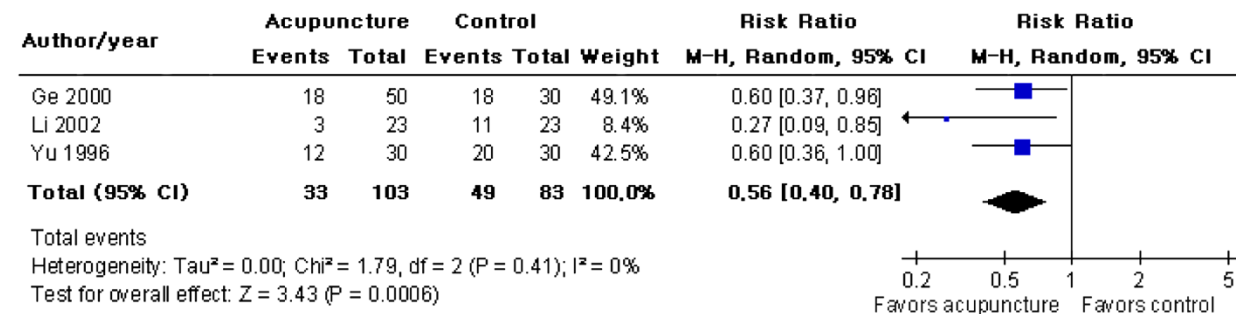 Acupuncture Control Risk Ratio Risk Ratio
Author/year Events Total Events Total Weight M-H, Random, 95% CI M-H, Random, 95% CI
Ge 2000 18 50 18 30 49.1% 0.60 [0.37, 0.96]
Li 2002 3 23 11 23 8.4% 0.27 [0.09, 0.85]
Yu 1996 12 30 20 30 42.5% 0.60 [0.36, 1.00]
Total (95% CI) 33 103 49 83 100.0% 0.56 [0.40, 0.78]
Total events
Heterogeneity: Tau² = 0.00; Chi² = 1.79, df = 2 (P = 0.41); I² = 0%
Test for overall effect: Z = 3.43 (P = 0.0006)
0.2 0.5 1 2 5
Favors acupuncture Favors control